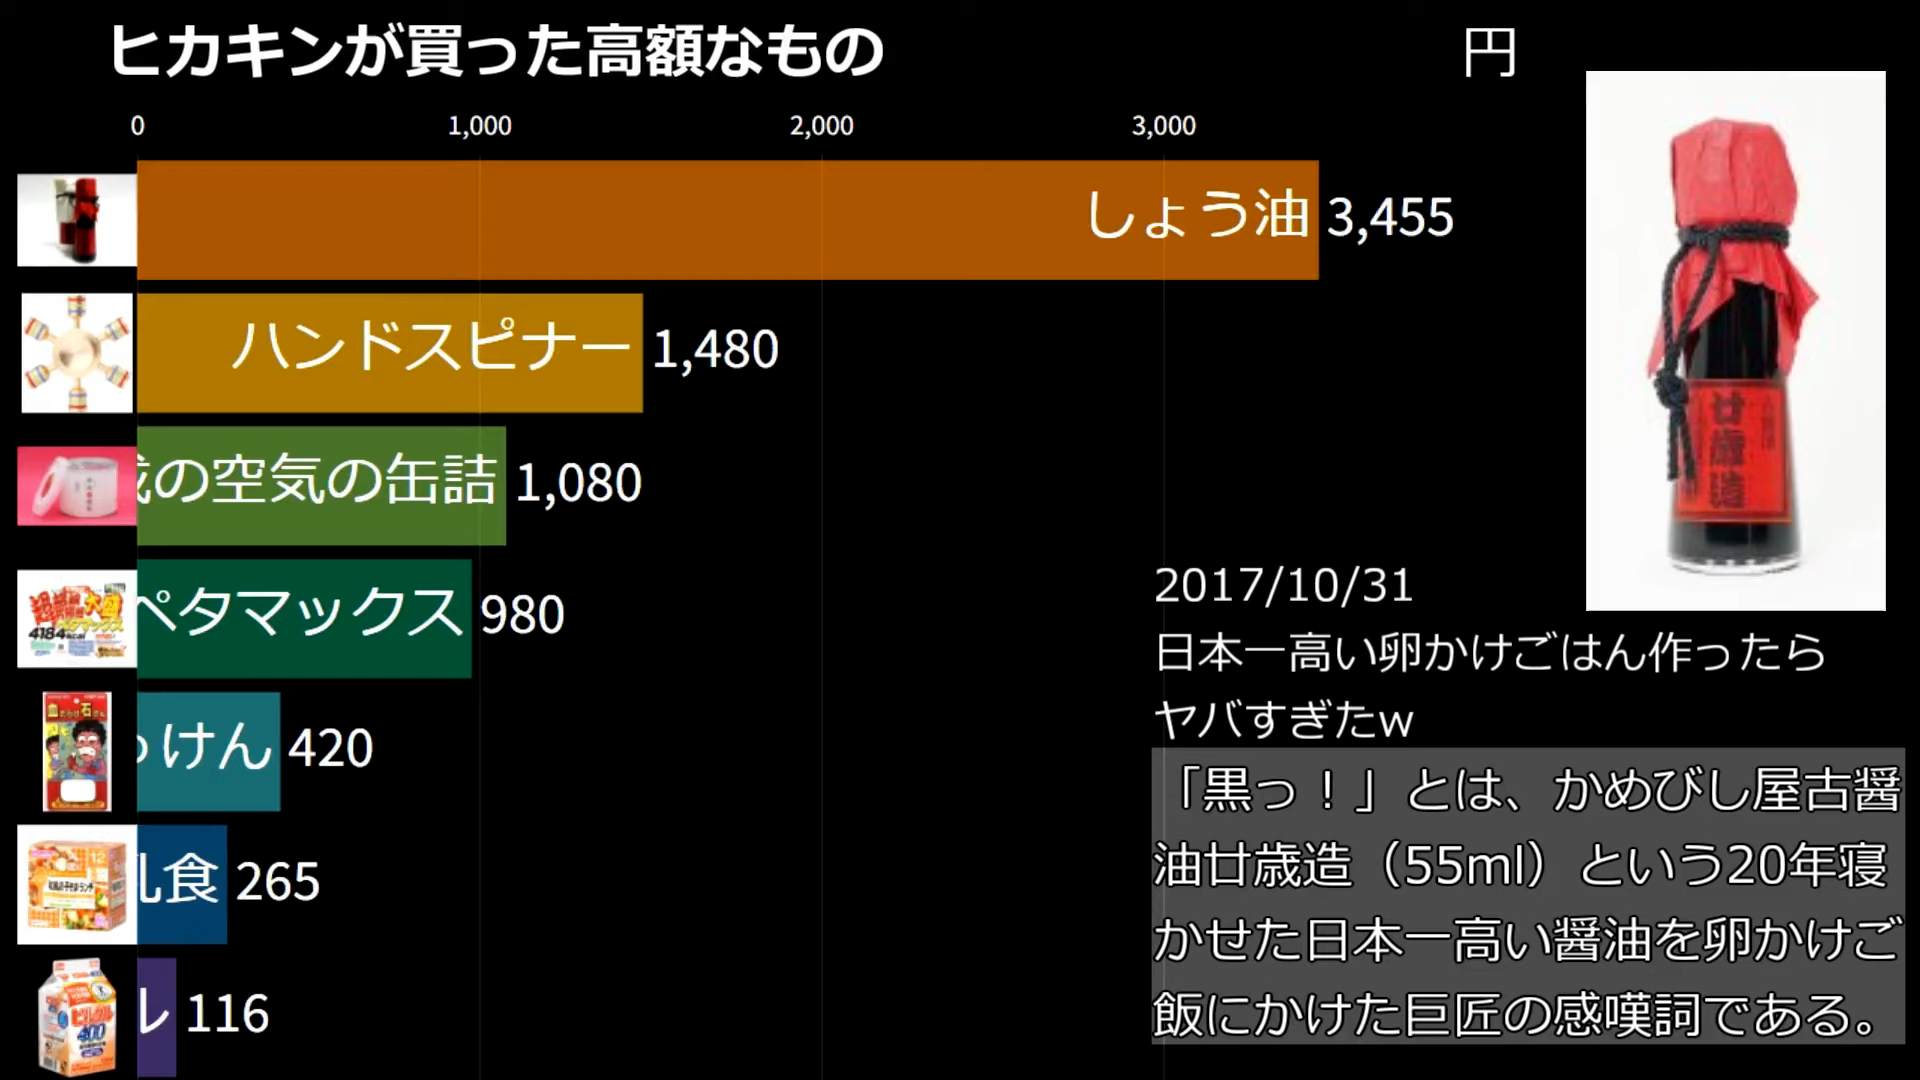 ヒカキンが買った高額なもの
円
0 1,000 2,000 3,000
しょう油 3,455
ハンドスピナー 1,480
の空気の缶詰 1,080
ペタマックス 980
4184kcal
けん 420
食 265
ル 116
400
廿歳造
2017/10/31
日本一高い卵かけごはん作ったら
ヤバすぎたw
「黒っ！」とは、かめびし屋古醤
油廿歳造（55ml）という20年寝
かせた日本一高い醤油を卵かけご
飯にかけた巨匠の感嘆詞である。